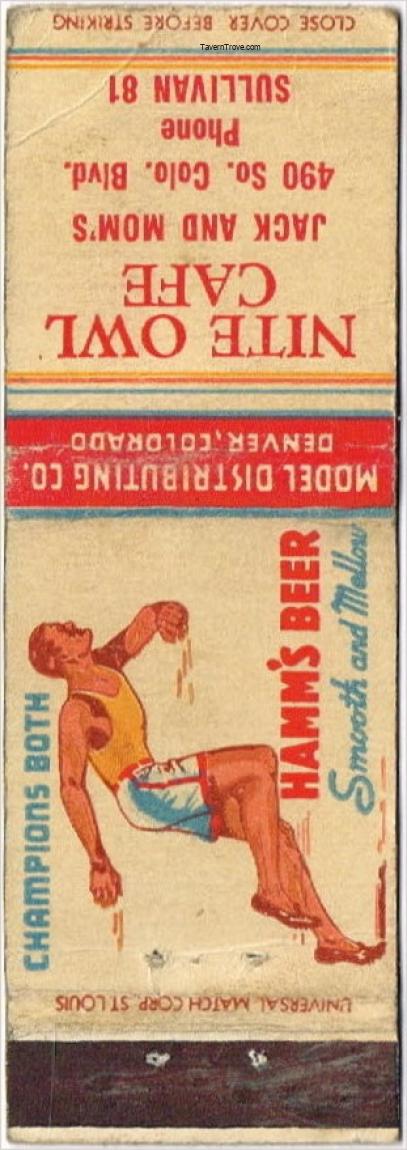 CLOSE COVER BEFORE STRIKING
TavernTrove.com
NITE OWL
CAFE
JACK AND MOM'S
490 So. Colo. Blvd.
Phone
SULLIVAN 81
MODEL DISTRIBUTING CO.
DENVER, COLORADO
CHAMPIONS BOTH
HAMM'S BEER
Smooth and Mellow
UNIVERSAL MATCH CORP. ST. LOUIS